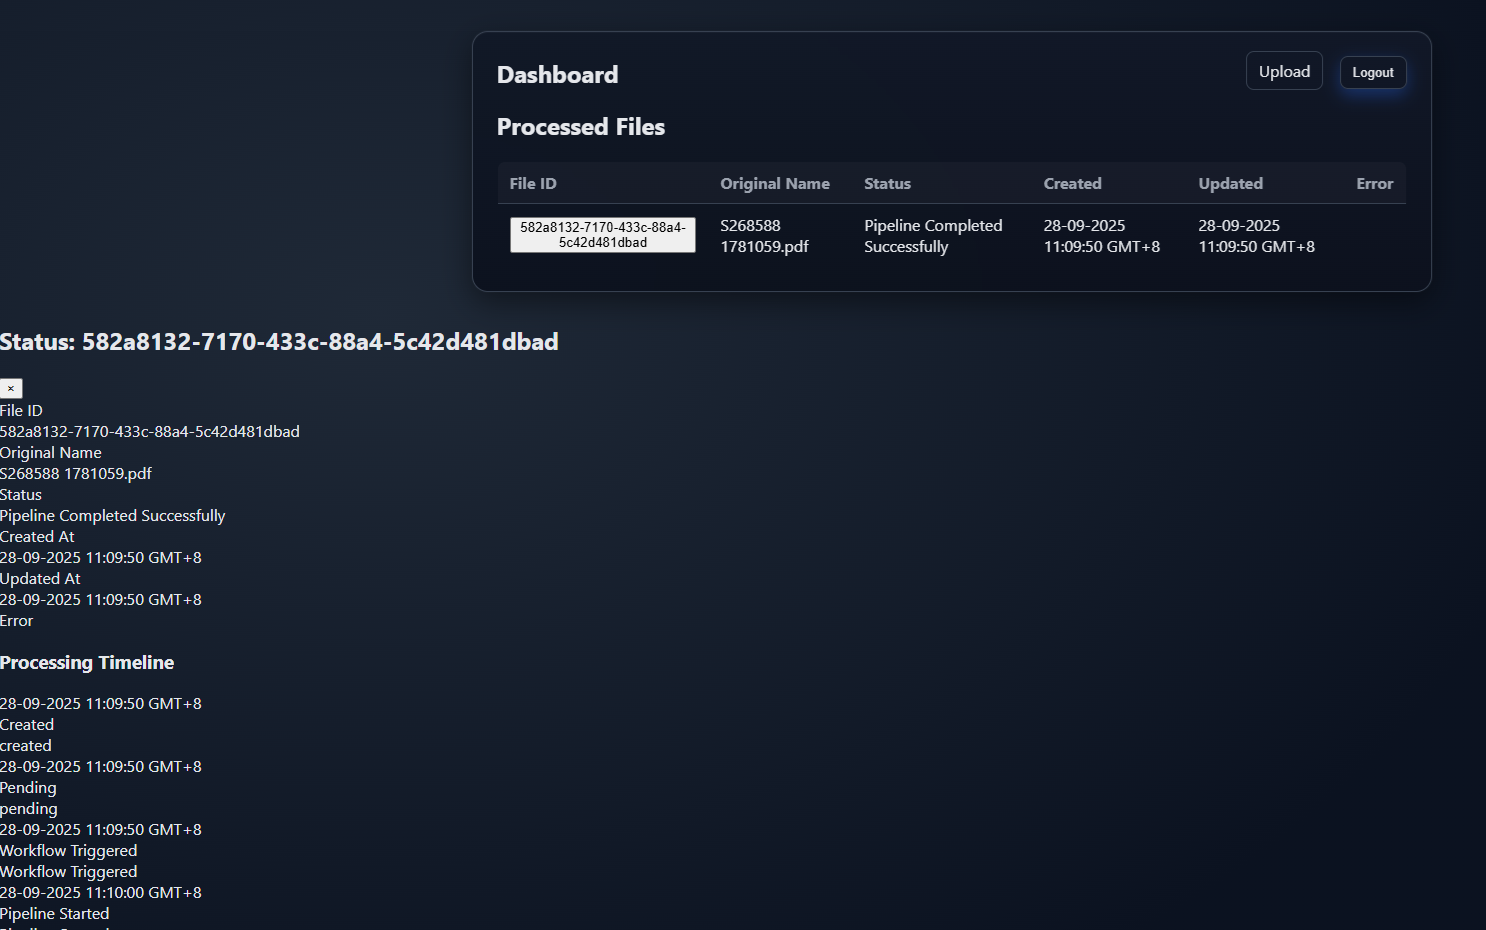 Dashboard
Upload
Logout
Processed Files
File ID Original Name Status Created Updated Error
582a8132-7170-433c-88a4-
5c42d481dbad
S268588
1781059.pdf
Pipeline Completed
Successfully
28-09-2025
11:09:50 GMT+8
28-09-2025
11:09:50 GMT+8
Status: 582a8132-7170-433c-88a4-5c42d481dbad
×
File ID
582a8132-7170-433c-88a4-5c42d481dbad
Original Name
S268588 1781059.pdf
Status
Pipeline Completed Successfully
Created At
28-09-2025 11:09:50 GMT+8
Updated At
28-09-2025 11:09:50 GMT+8
Error
Processing Timeline
28-09-2025 11:09:50 GMT+8
Created
created
28-09-2025 11:09:50 GMT+8
Pending
pending
28-09-2025 11:09:50 GMT+8
Workflow Triggered
Workflow Triggered
28-09-2025 11:10:00 GMT+8
Pipeline Started